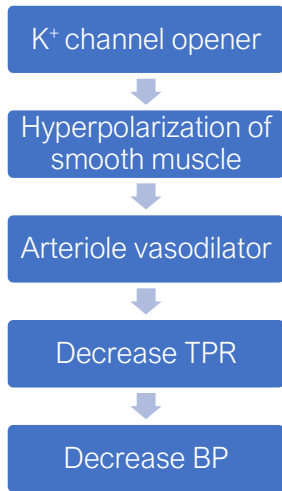 K⁺ channel opener
Hyperpolarization of
smooth muscle
Arteriole vasodilator
Decrease TPR
Decrease BP